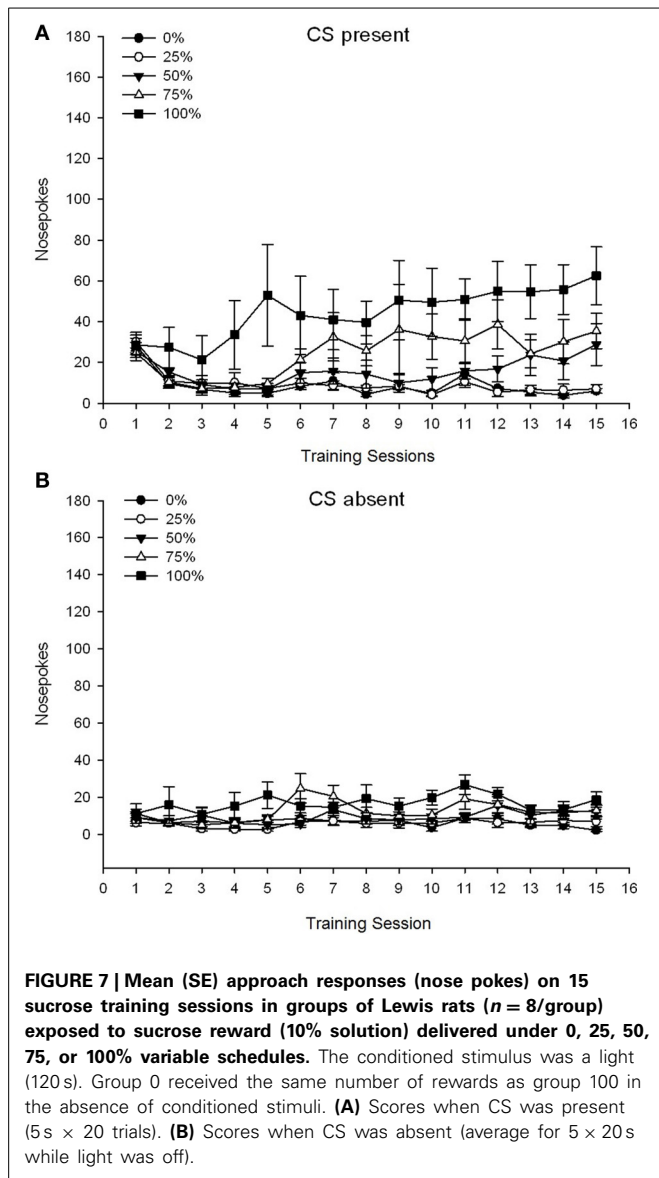 A
CS present
180
160
140
120
100
80
60
40
20
0
Nosepokes
0%
25%
50%
75%
100%
0 1 2 3 4 5 6 7 8 9 10 11 12 13 14 15 16
Training Sessions
B
CS absent
180
160
140
120
100
80
60
40
20
0
Nosepokes
0%
25%
50%
75%
100%
0 1 2 3 4 5 6 7 8 9 10 11 12 13 14 15 16
Training Session
FIGURE 7 | Mean (SE) approach responses (nose pokes) on 15
sucrose training sessions in groups of Lewis rats (n = 8/group)
exposed to sucrose reward (10% solution) delivered under 0, 25, 50,
75, or 100% variable schedules. The conditioned stimulus was a light
(120 s). Group 0 received the same number of rewards as group 100 in
the absence of conditioned stimuli. (A) Scores when CS was present
(5 s × 20 trials). (B) Scores when CS was absent (average for 5 × 20 s
while light was off).